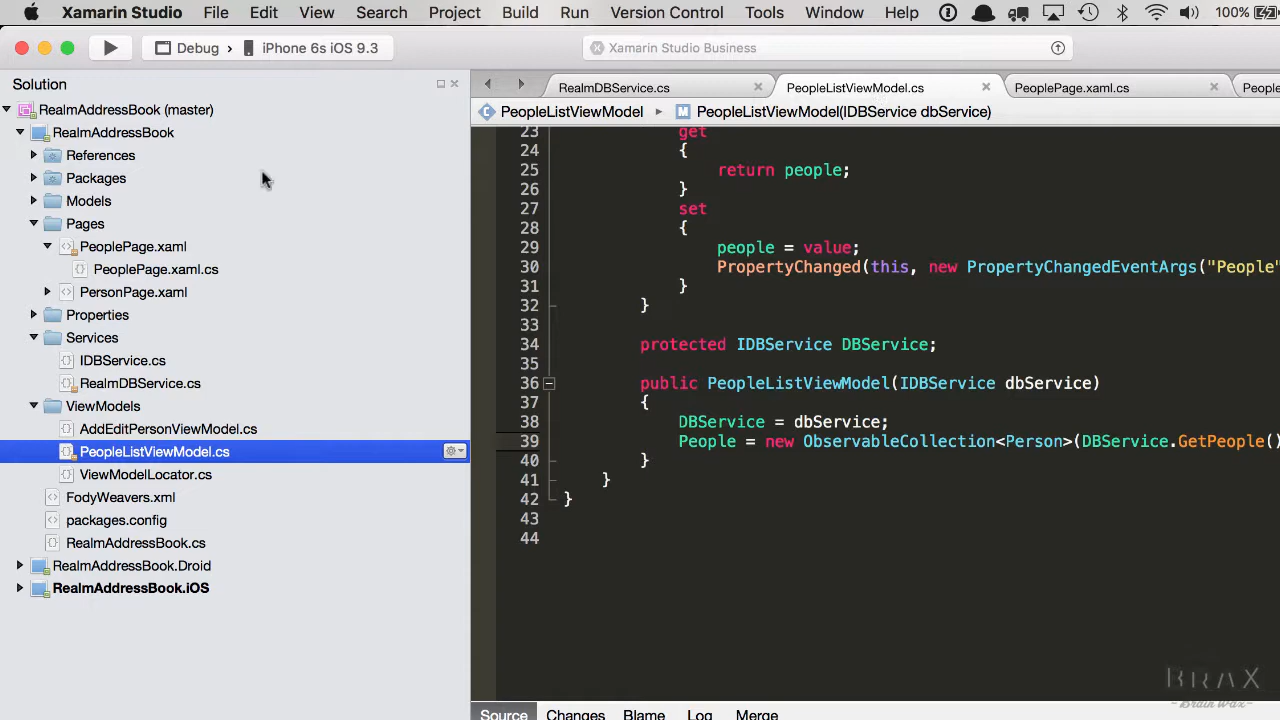 Xamarin Studio File Edit View Search Project Build Run Version Control Tools Window Help 100%
Debug iPhone 6s iOS 9.3 Xamarin Studio Business
Solution
RealmDBService.cs PeopleListViewModel.cs PeoplePage.xaml.cs People
PeopleListViewModel PeopleListViewModel(IDBService dbService)
RealmAddressBook (master)
RealmAddressBook
References
Packages
Models
Pages
PeoplePage.xaml
PeoplePage.xaml.cs
PersonPage.xaml
Properties
Services
IDBService.cs
RealmDBService.cs
ViewModels
AddEditPersonViewModel.cs
PeopleListViewModel.cs
ViewModelLocator.cs
FodyWeavers.xml
packages.config
RealmAddressBook.cs
RealmAddressBook.Droid
RealmAddressBook.iOS
23 get
24 {
25 return people;
26 }
27 set
28 {
29 people = value;
30 PropertyChanged(this, new PropertyChangedEventArgs("People"
31 }
32 }
33
34 protected IDBService DBService;
35
36 public PeopleListViewModel(IDBService dbService)
37 {
38 DBService = dbService;
39 People = new ObservableCollection<Person>(DBService.GetPeople()
40 }
41 }
42 }
43
44
Source Changes Blame Log Merge
BRAX
Brain Wax